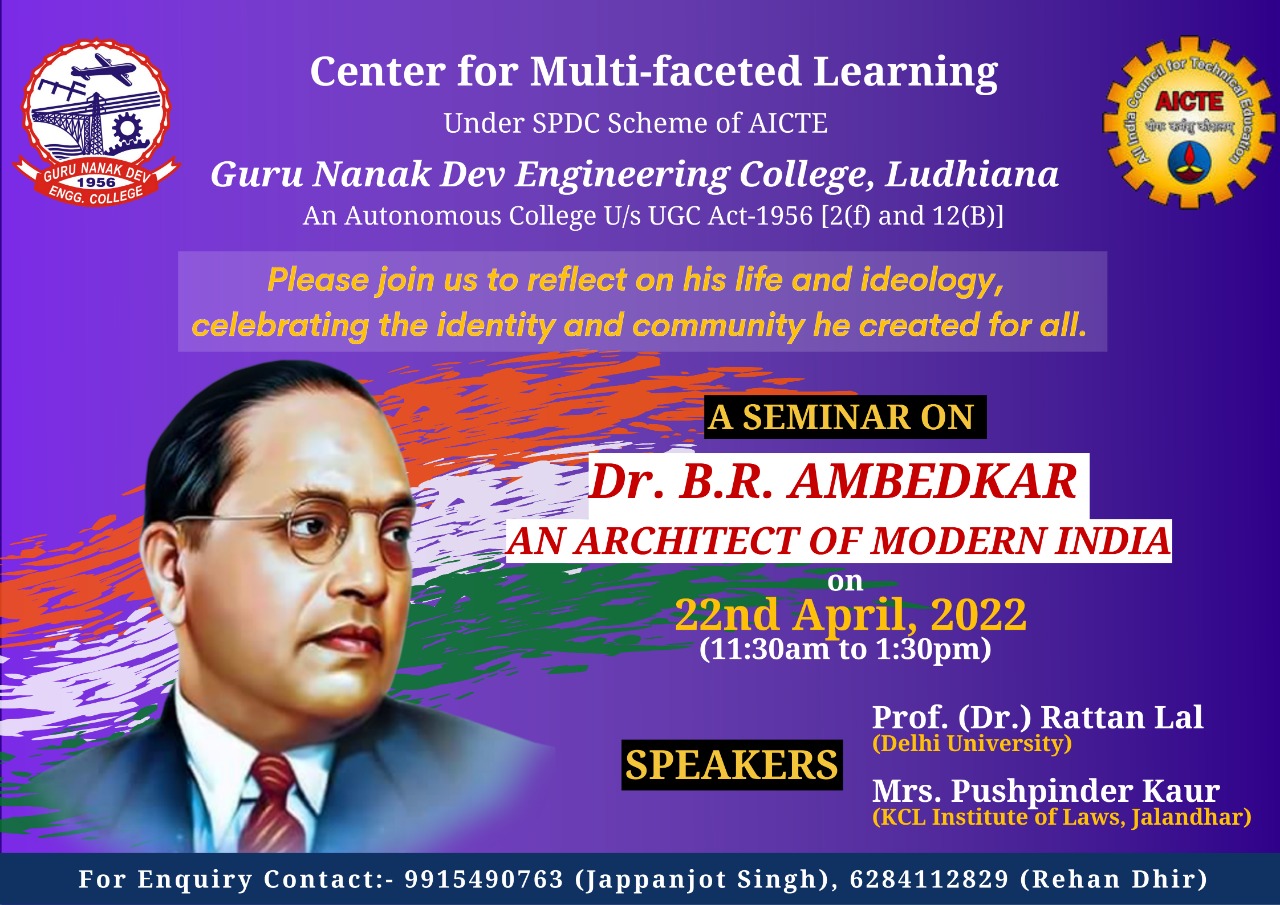 Center for Multi-faceted Learning
Under SPDC Scheme of AICTE
Guru Nanak Dev Engineering College, Ludhiana
An Autonomous College U/s UGC Act-1956 [2(f) and 12(B)]
GURU NANAK DEV
1956
ENGG. COLLEGE
All India Council for Technical Education
AICTE
योगः कर्मसु कौशलम्
Please join us to reflect on his life and ideology,
celebrating the identity and community he created for all.
A SEMINAR ON
Dr. B.R. AMBEDKAR
AN ARCHITECT OF MODERN INDIA
on
22nd April, 2022
(11:30am to 1:30pm)
SPEAKERS
Prof. (Dr.) Rattan Lal
(Delhi University)
Mrs. Pushpinder Kaur
(KCL Institute of Laws, Jalandhar)
For Enquiry Contact:- 9915490763 (Jappanjot Singh), 6284112829 (Rehan Dhir)